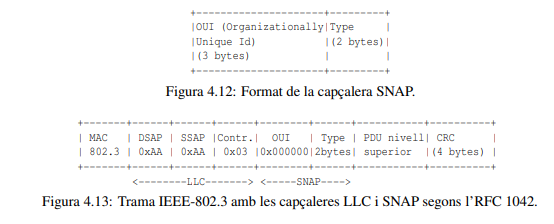 +--------------------+--------+
|OUI (Organizationally|Type |
|Unique Id) |(2 bytes)|
|(3 bytes) | |
+--------------------+--------+
Figura 4.12: Format de la capçalera SNAP.
+------+------+------+------+--------+------+----------+---------+
| MAC | DSAP | SSAP |Contr.| OUI | Type | PDU nivell| CRC |
| 802.3 | 0xAA | 0xAA | 0x03 |0x000000|2bytes| superior | (4 bytes) |
+------+------+------+------+--------+------+----------+---------+
<--------LLC-------> <-----SNAP---->
Figura 4.13: Trama IEEE-802.3 amb les capçaleres LLC i SNAP segons l'RFC 1042.